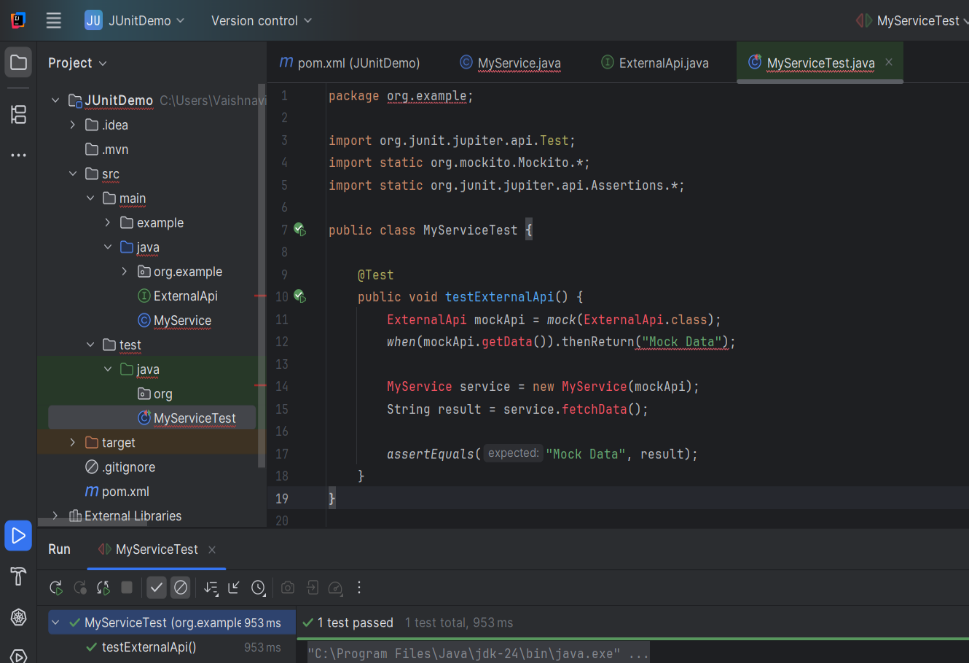 JU JUnitDemo Version control MyServiceTest
Project
pom.xml (JUnitDemo) MyService.java ExternalApi.java MyServiceTest.java
JUnitDemo C:\Users\Vaishnavi
.idea
.mvn
src
main
example
java
org.example
ExternalApi
MyService
test
java
org
MyServiceTest
target
.gitignore
pom.xml
External Libraries
1 package org.example;
2
3 import org.junit.jupiter.api.Test;
4 import static org.mockito.Mockito.*;
5 import static org.junit.jupiter.api.Assertions.*;
6
7 public class MyServiceTest {
8
9 @Test
10 public void testExternalApi() {
11 ExternalApi mockApi = mock(ExternalApi.class);
12 when(mockApi.getData()).thenReturn("Mock Data");
13
14 MyService service = new MyService(mockApi);
15 String result = service.fetchData();
16
17 assertEquals( expected: "Mock Data", result);
18 }
19 }
20
Run MyServiceTest
MyServiceTest (org.example 953 ms
testExternalApi() 953 ms
1 test passed 1 test total, 953 ms
"C:\Program Files\Java\jdk-24\bin\java.exe" ...